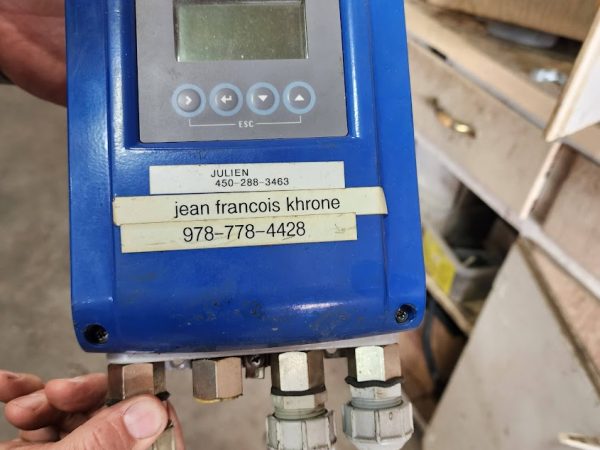 ESC
JULIEN
450-288-3463
jean francois khrone
978-778-4428